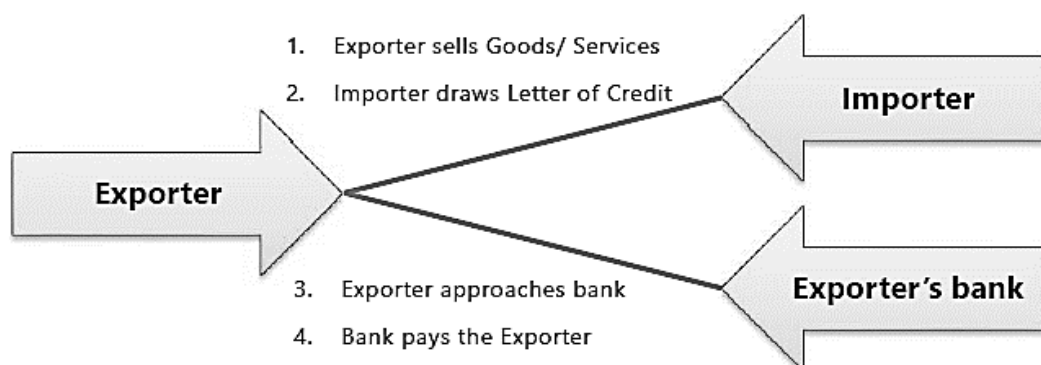 1. Exporter sells Goods/ Services
2. Importer draws Letter of Credit
Importer
Exporter
3. Exporter approaches bank
4. Bank pays the Exporter
Exporter's bank